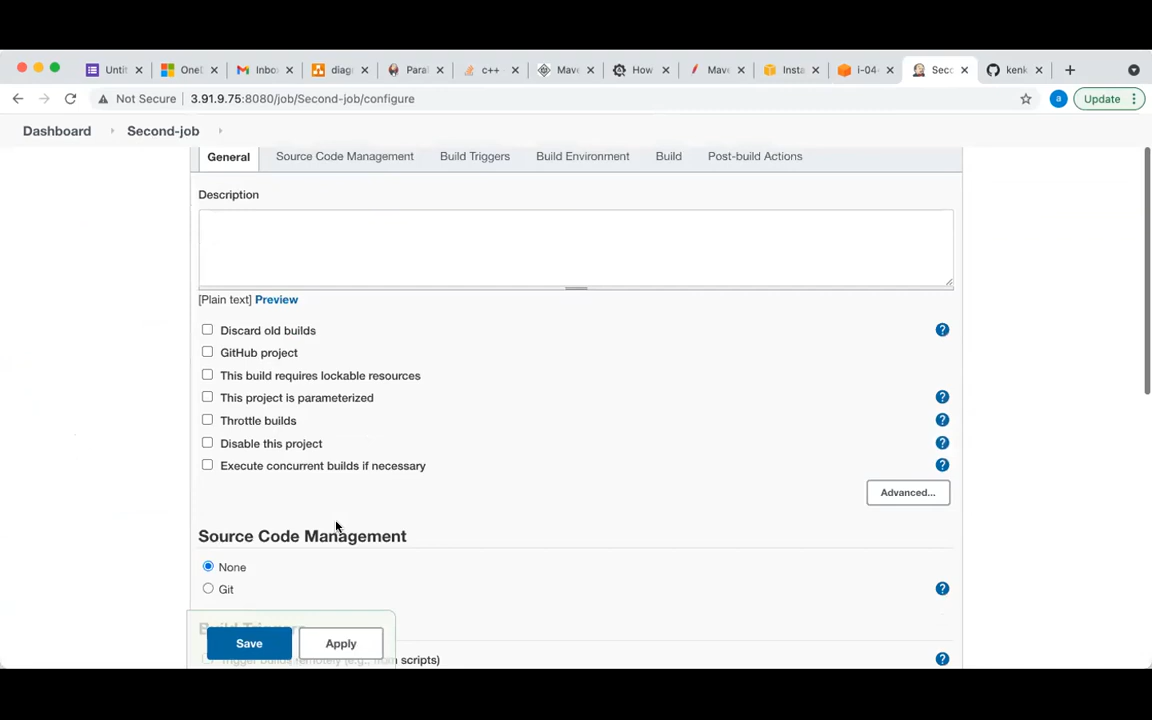 Untit
OneD
Inbo
diagr
Paral
c++
Mave
How
Mave
Insta
i-04
Seco
kenk
Not Secure
3.91.9.75:8080/job/Second-job/configure
a
Update
Dashboard
Second-job
General
Source Code Management
Build Triggers
Build Environment
Build
Post-build Actions
Description
[Plain text] Preview
Discard old builds
?
GitHub project
This build requires lockable resources
This project is parameterized
?
Throttle builds
?
Disable this project
?
Execute concurrent builds if necessary
?
Advanced...
Source Code Management
None
Git
?
Build Triggers
Save
Apply
Trigger builds remotely (e.g., from scripts)
?